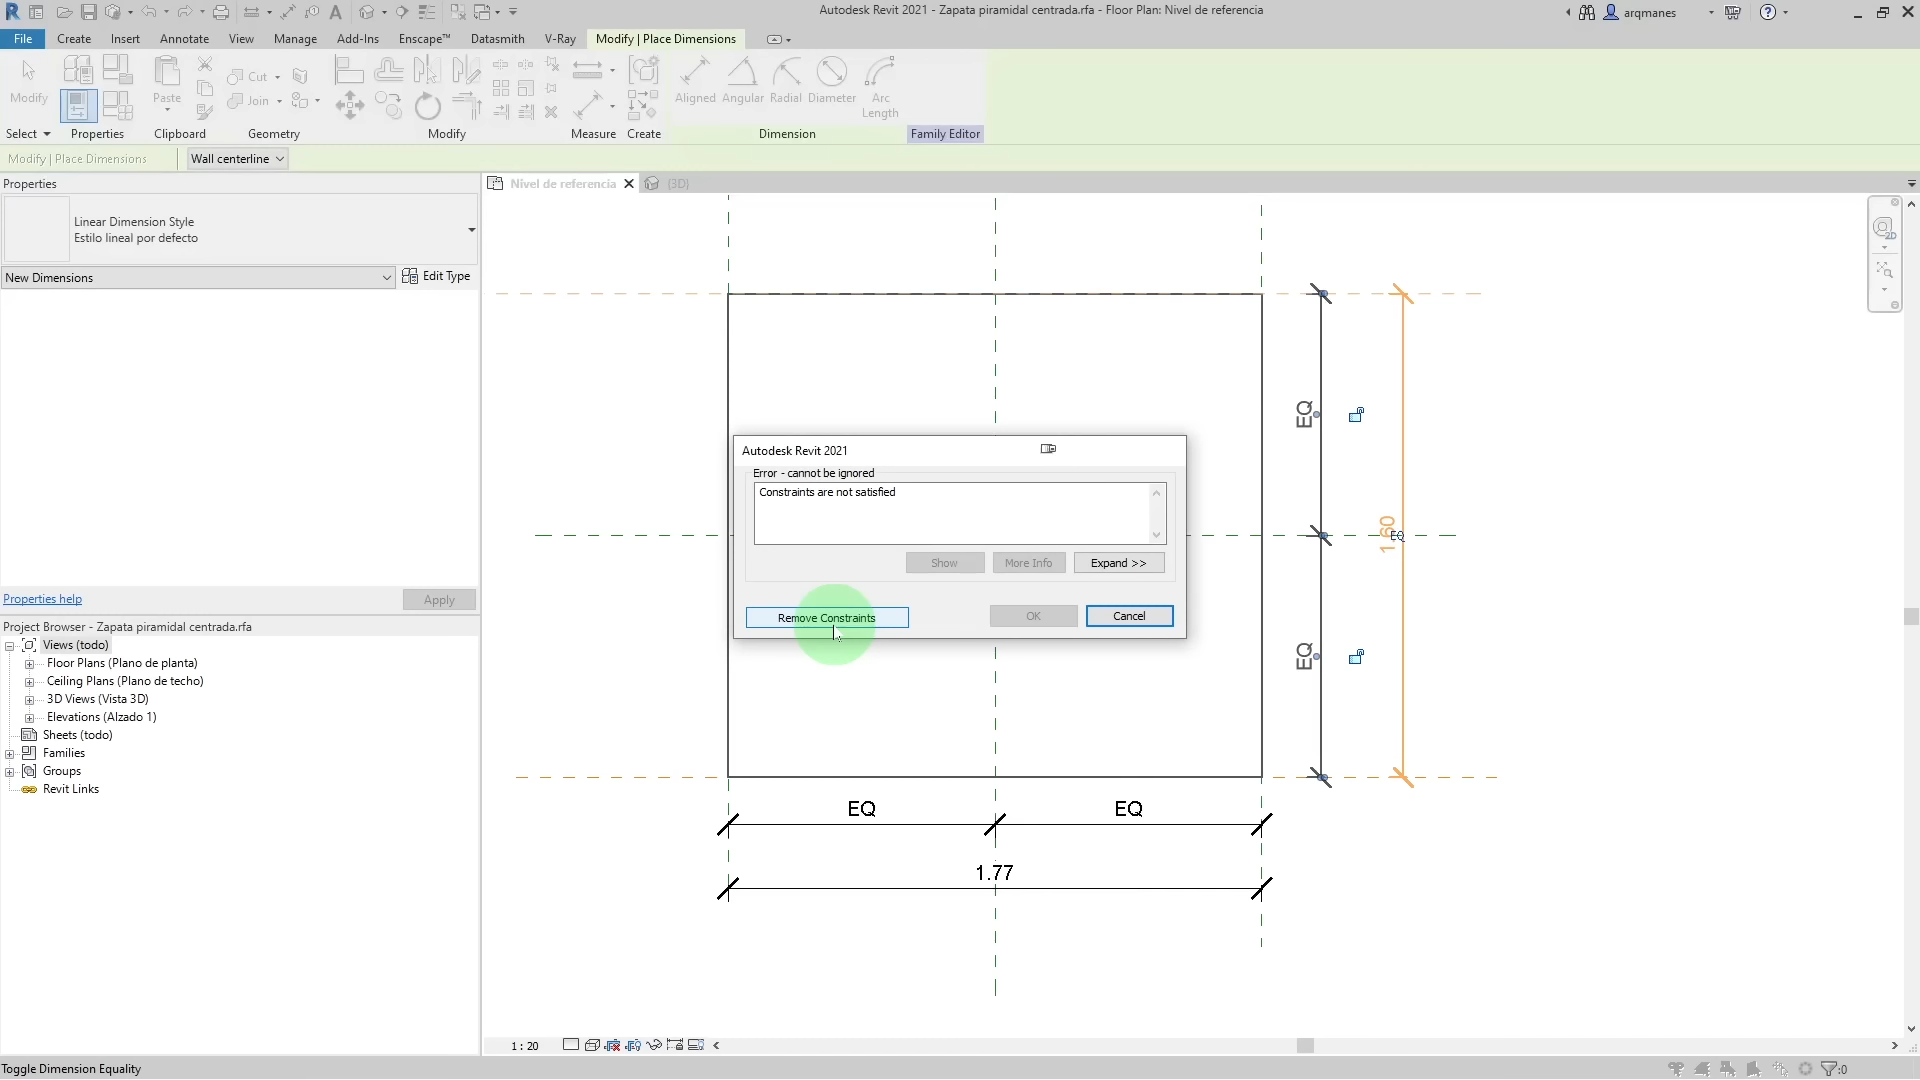 Autodesk Revit 2021 - Zapata piramidal centrada.rfa - Floor Plan: Nivel de referencia
arqmanes
File Create Insert Annotate View Manage Add-Ins Enscape™ Datasmith V-Ray Modify | Place Dimensions
Modify
Paste
Cut
Join
Aligned Angular Radial Diameter Arc
Length
Select Properties Clipboard Geometry Modify Measure Create Dimension Family Editor
Modify | Place Dimensions
Wall centerline
Properties
Nivel de referencia
{3D}
Linear Dimension Style
Estilo lineal por defecto
New Dimensions
Edit Type
2D
Properties help
Apply
Project Browser - Zapata piramidal centrada.rfa
Views (todo)
Floor Plans (Plano de planta)
Ceiling Plans (Plano de techo)
3D Views (Vista 3D)
Elevations (Alzado 1)
Sheets (todo)
Families
Groups
Revit Links
EQ
1.60
EQ
EQ
Autodesk Revit 2021
Error - cannot be ignored
Constraints are not satisfied
Show More Info Expand >>
Remove Constraints OK Cancel
EQ EQ
1.77
1 : 20
Toggle Dimension Equality
:0